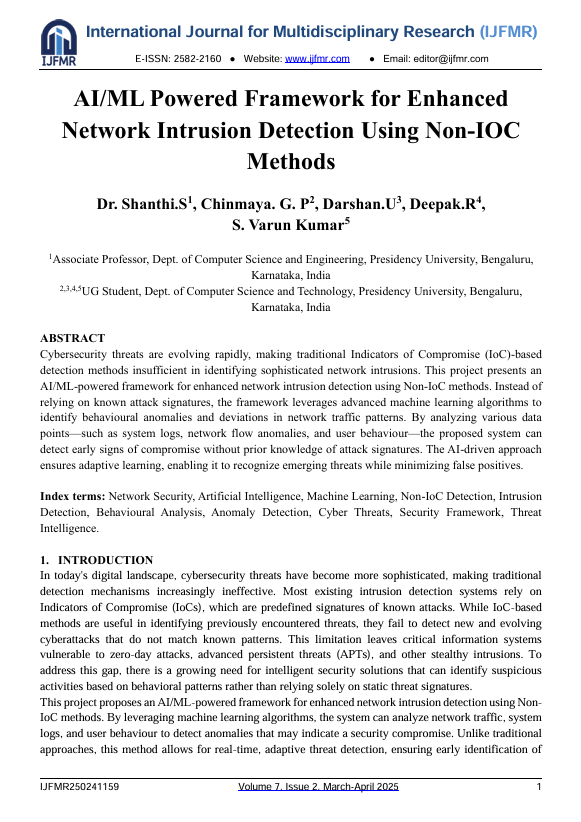 IJFMR
International Journal for Multidisciplinary Research (IJFMR)
E-ISSN: 2582-2160 ● Website: www.ijfmr.com ● Email: editor@ijfmr.com
AI/ML Powered Framework for Enhanced
Network Intrusion Detection Using Non-IOC
Methods
Dr. Shanthi.S1, Chinmaya. G. P2, Darshan.U3, Deepak.R4,
S. Varun Kumar5
1Associate Professor, Dept. of Computer Science and Engineering, Presidency University, Bengaluru,
Karnataka, India
2,3,4,5UG Student, Dept. of Computer Science and Technology, Presidency University, Bengaluru,
Karnataka, India
ABSTRACT
Cybersecurity threats are evolving rapidly, making traditional Indicators of Compromise (IoC)-based
detection methods insufficient in identifying sophisticated network intrusions. This project presents an
AI/ML-powered framework for enhanced network intrusion detection using Non-IoC methods. Instead of
relying on known attack signatures, the framework leverages advanced machine learning algorithms to
identify behavioural anomalies and deviations in network traffic patterns. By analyzing various data
points—such as system logs, network flow anomalies, and user behaviour—the proposed system can
detect early signs of compromise without prior knowledge of attack signatures. The AI-driven approach
ensures adaptive learning, enabling it to recognize emerging threats while minimizing false positives.
Index terms: Network Security, Artificial Intelligence, Machine Learning, Non-IoC Detection, Intrusion
Detection, Behavioural Analysis, Anomaly Detection, Cyber Threats, Security Framework, Threat
Intelligence.
1. INTRODUCTION
In today's digital landscape, cybersecurity threats have become more sophisticated, making traditional
detection mechanisms increasingly ineffective. Most existing intrusion detection systems rely on
Indicators of Compromise (IoCs), which are predefined signatures of known attacks. While IoC-based
methods are useful in identifying previously encountered threats, they fail to detect new and evolving
cyberattacks that do not match known patterns. This limitation leaves critical information systems
vulnerable to zero-day attacks, advanced persistent threats (APTs), and other stealthy intrusions. To
address this gap, there is a growing need for intelligent security solutions that can identify suspicious
activities based on behavioral patterns rather than relying solely on static threat signatures.
This project proposes an AI/ML-powered framework for enhanced network intrusion detection using Non-
IoC methods. By leveraging machine learning algorithms, the system can analyze network traffic, system
logs, and user behaviour to detect anomalies that may indicate a security compromise. Unlike traditional
approaches, this method allows for real-time, adaptive threat detection, ensuring early identification of
IJFMR250241159 Volume 7, Issue 2, March-April 2025 1